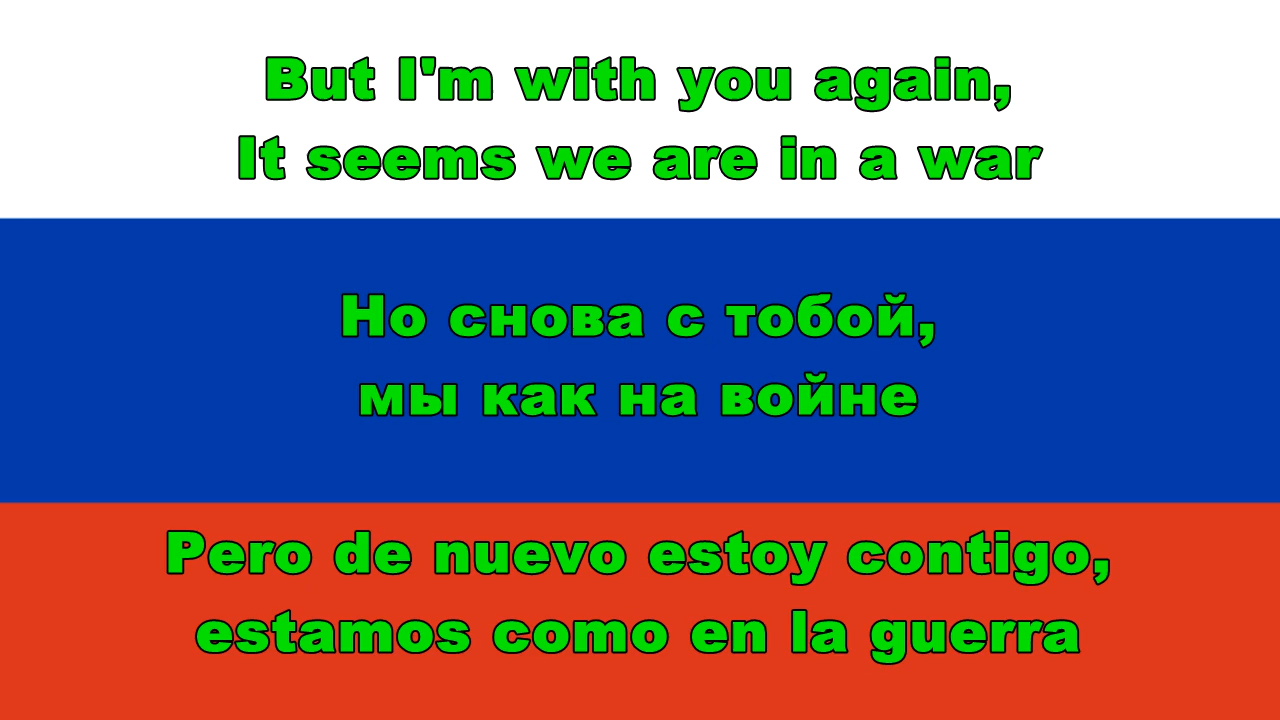 But I'm with you again,
It seems we are in a war
Но снова с тобой,
мы как на войне
Pero de nuevo estoy contigo,
estamos como en la guerra